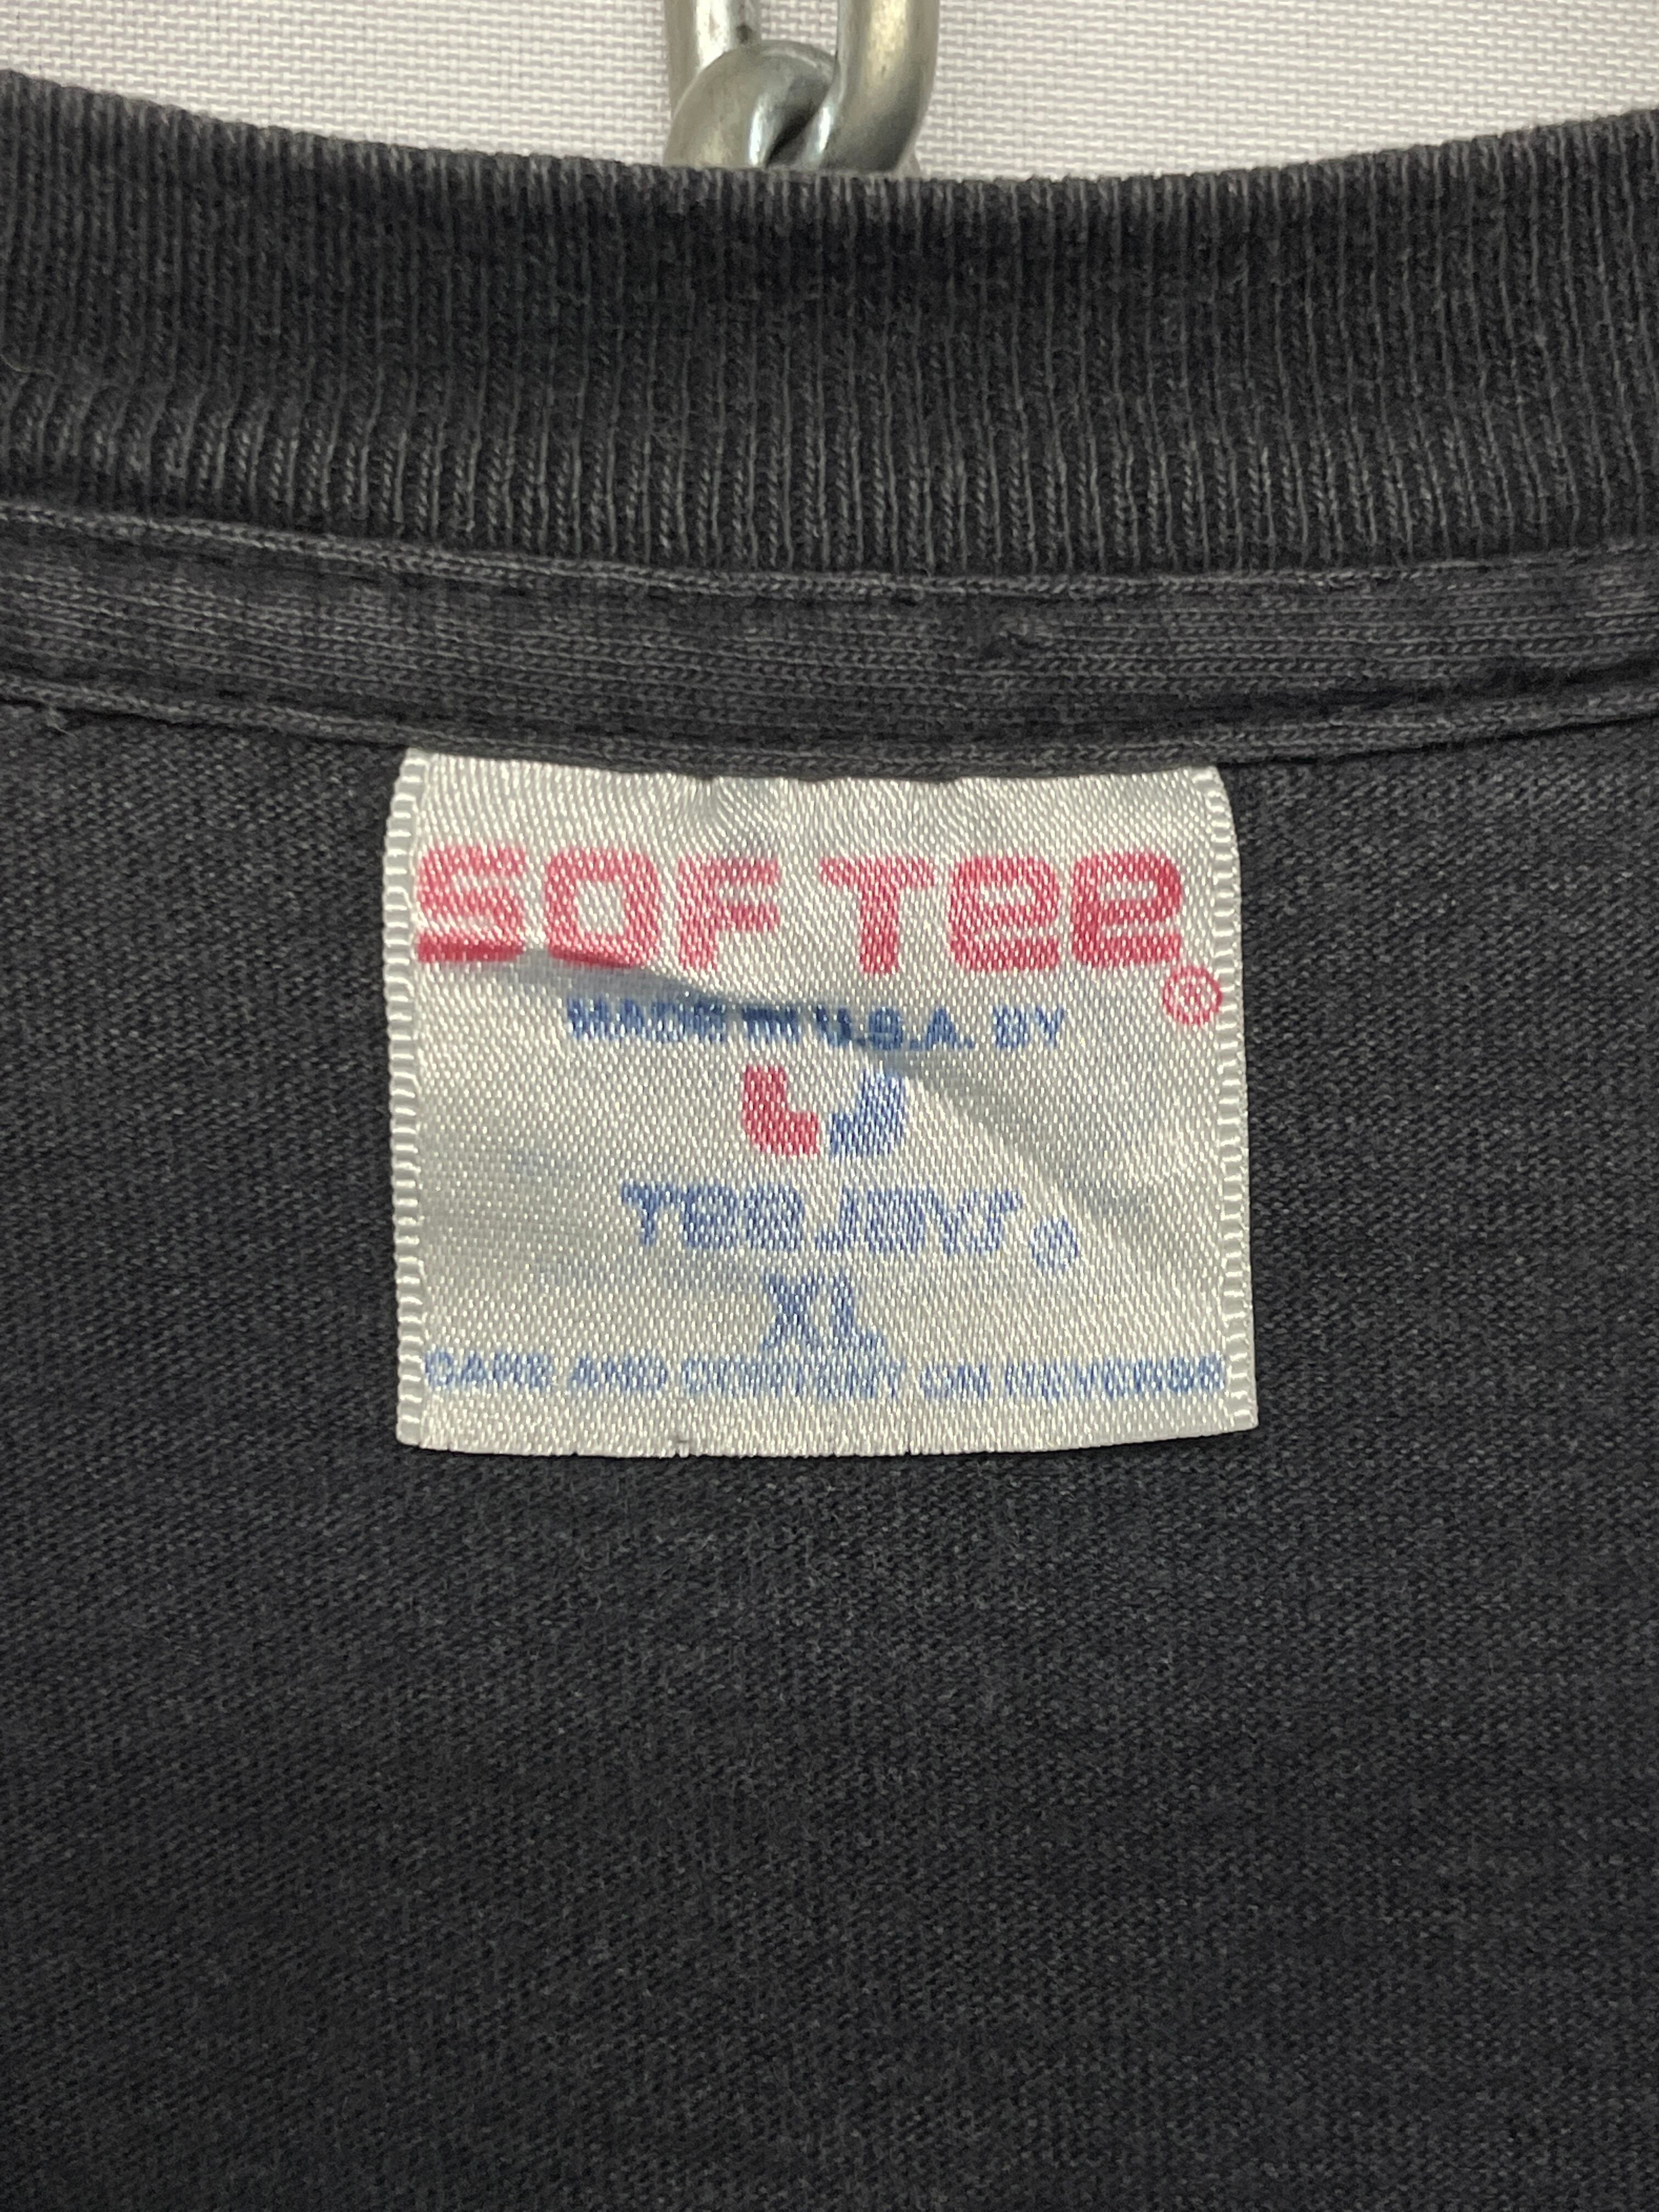 SOF TEE®
MADE IN U.S.A. BY
TEE JAYS®
XL
CARE AND CONTENT ON REVERSE